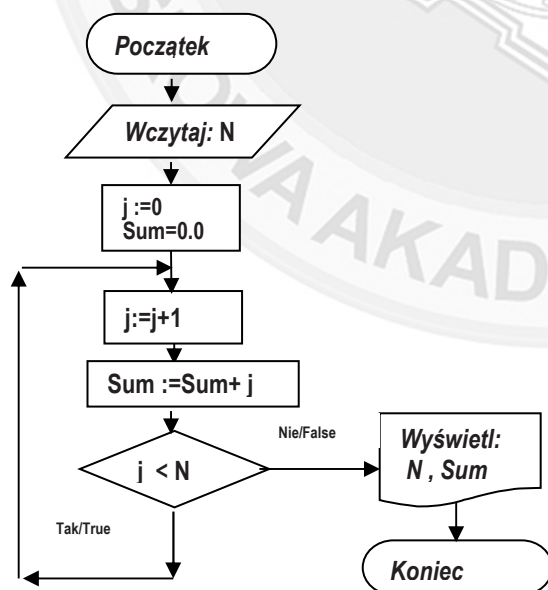 Początek
Wczytaj: N
j :=0
Sum=0.0
j:=j+1
Sum :=Sum+ j
j < N
Nie/False
Tak/True
Wyświetl:
N , Sum
Koniec